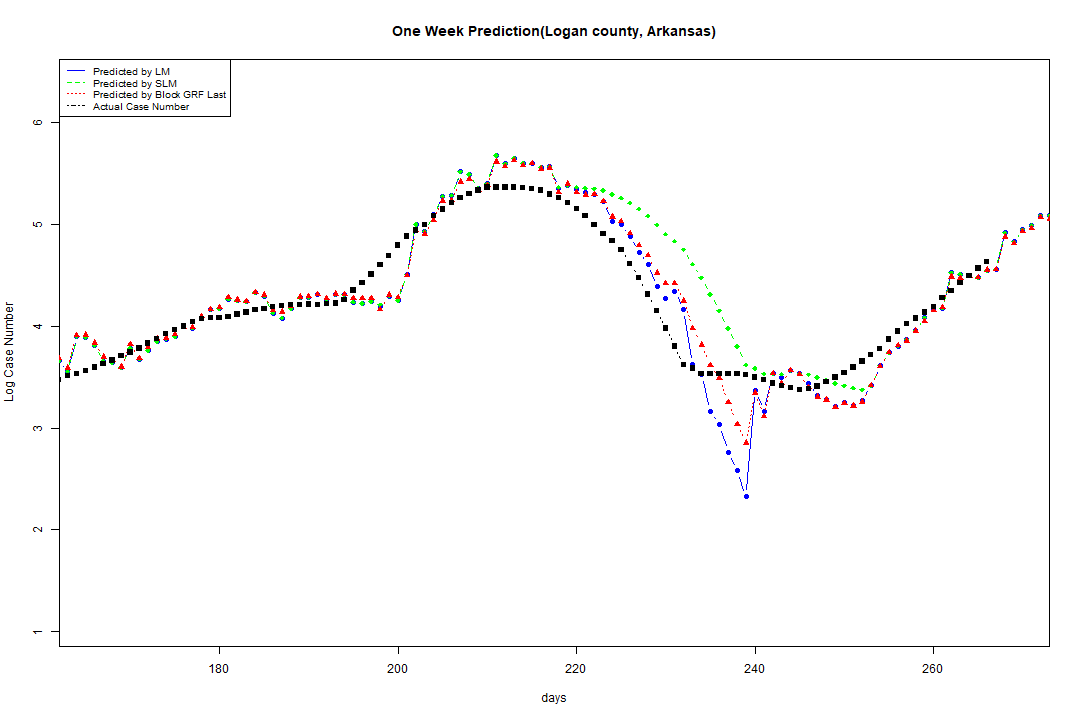 One Week Prediction(Logan county, Arkansas)
Predicted by LM
Predicted by SLM
Predicted by Block GRF Last
Actual Case Number
Log Case Number
6
5
4
3
2
1
180 200 220 240 260
days